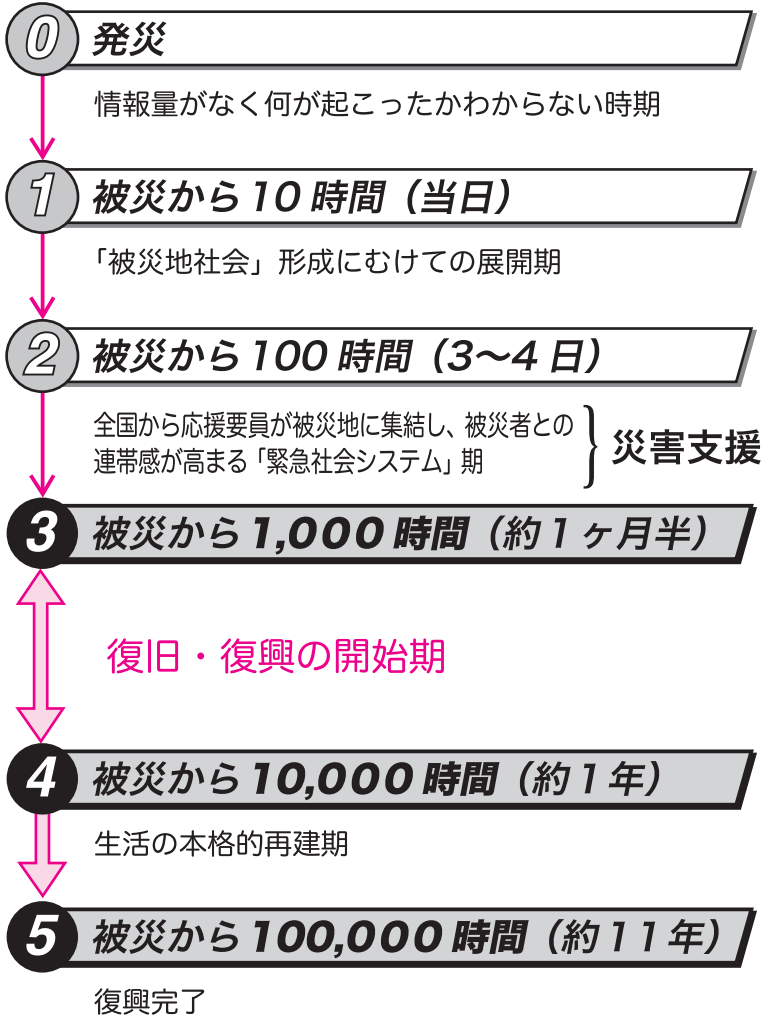 0 発災
情報量がなく何が起こったかわからない時期
1 被災から10時間（当日）
「被災地社会」形成にむけての展開期
2 被災から100時間（3〜4日）
全国から応援要員が被災地に集結し、被災者との
連帯感が高まる「緊急社会システム」期
} 災害支援
3 被災から1,000時間（約1ヶ月半）
復旧・復興の開始期
4 被災から10,000時間（約1年）
生活の本格的再建期
5 被災から100,000時間（約11年）
復興完了